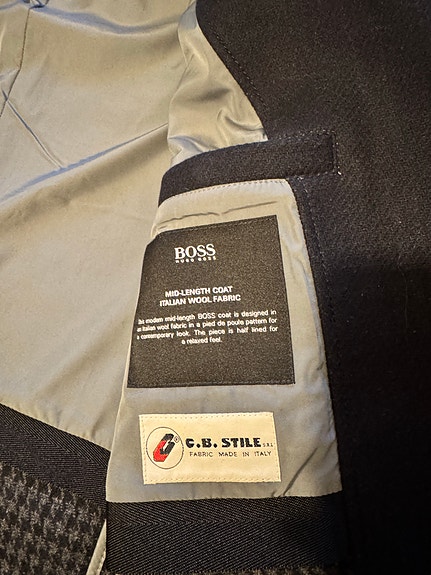 BOSS
HUGO BOSS
MID-LENGTH COAT
ITALIAN WOOL FABRIC
modern mid-length BOSS coat is designed in
Italian wool fabric in a pied de poule pattern for
a contemporary look. The piece is half lined for
a relaxed feel.
C.B. STILE S.R.L
FABRIC MADE IN ITALY